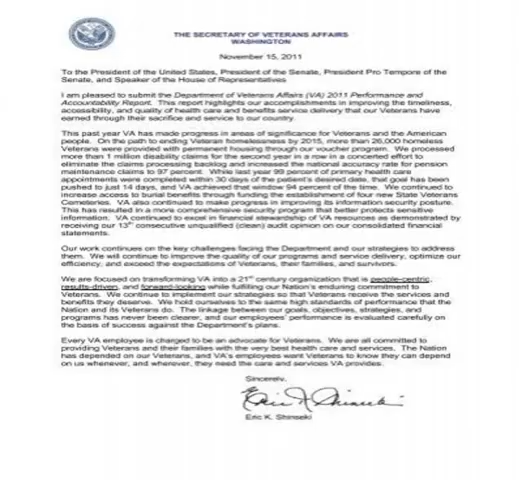 THE SECRETARY OF VETERANS AFFAIRS
WASHINGTON
November 15, 2011
To the President of the United States, President of the Senate, President Pro Tempore of the
Senate, and Speaker of the House of Representatives
I am pleased to submit the Department of Veterans Affairs (VA) 2011 Performance and
Accountability Report. This report highlights our accomplishments in improving the timeliness,
accessibility, and quality of health care and benefits service delivery that our Veterans have
earned through their sacrifice and service to our country.
This past year VA has made progress in areas of significance for Veterans and the American
people. On the path to ending Veteran homelessness by 2015, more than 26,000 homeless
Veterans were provided with permanent housing through our voucher program. We processed
more than 1 million disability claims for the second year in a row in a concerted effort to
eliminate the claims processing backlog and increased the national accuracy rate for pension
maintenance claims to 97 percent. While last year 99 percent of primary health care
appointments were completed within 30 days of the patient's desired date, that goal has been
pushed to just 14 days, and VA achieved that window 94 percent of the time. We continued to
increase access to burial benefits through funding the establishment of four new State Veterans
Cemeteries. VA also continued to make progress in improving its information security posture.
This has resulted in a more comprehensive security program that better protects sensitive
information. VA continued to excel in financial stewardship of VA resources as demonstrated by
receiving our 13th consecutive unqualified (clean) audit opinion on our consolidated financial
statements.
Our work continues on the key challenges facing the Department and our strategies to address
them. We will continue to improve the quality of our programs and service delivery, optimize our
efficiency, and exceed the expectations of Veterans, their families, and survivors.
We are focused on transforming VA into a 21st century organization that is people-centric,
results-driven, and forward-looking while fulfilling our Nation's enduring commitment to
Veterans. We continue to implement our strategies so that Veterans receive the services and
benefits they deserve. We hold ourselves to the same high standards of performance that the
Nation and its Veterans do. The linkage between our goals, objectives, strategies, and
programs has never been clearer, and our employees' performance is evaluated carefully on
the basis of success against the Department's plans.
Every VA employee is charged to be an advocate for Veterans. We are all committed to
providing Veterans and their families with the very best health care and services. The Nation
has depended on our Veterans, and VA's employees want Veterans to know they can depend
on us whenever, and wherever, they need the care and services VA provides.
Sincerely,
Eric K. Shinseki
Eric K. Shinseki